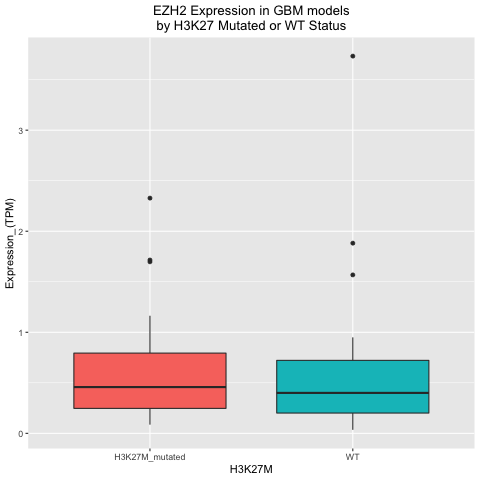 EZH2 Expression in GBM models
by H3K27 Mutated or WT Status
Expression_(TPM)
3
2
1
0
H3K27M_mutated
WT
H3K27M